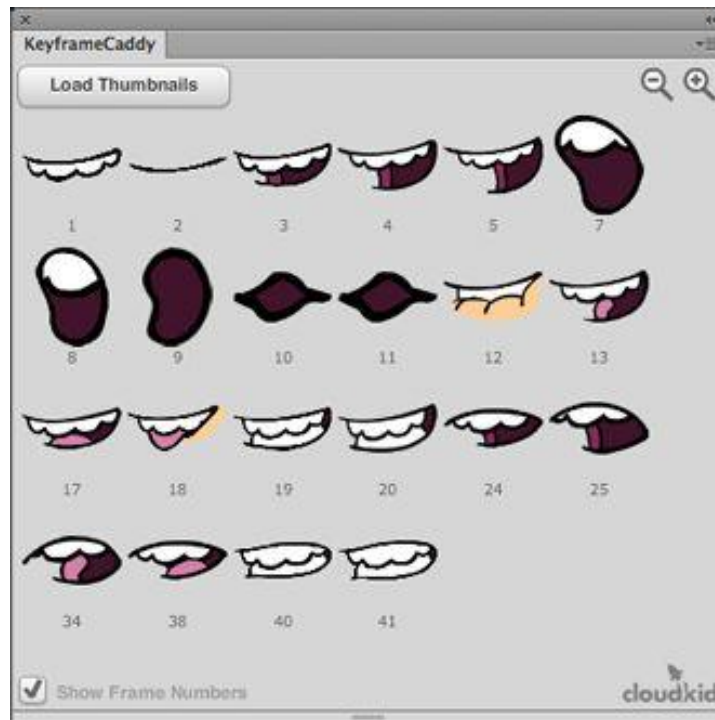 KeyframeCaddy
Load Thumbnails
1 2 3 4 5 7
8 9 10 11 12 13
17 18 19 20 24 25
34 38 40 41
Show Frame Numbers
cloudkid